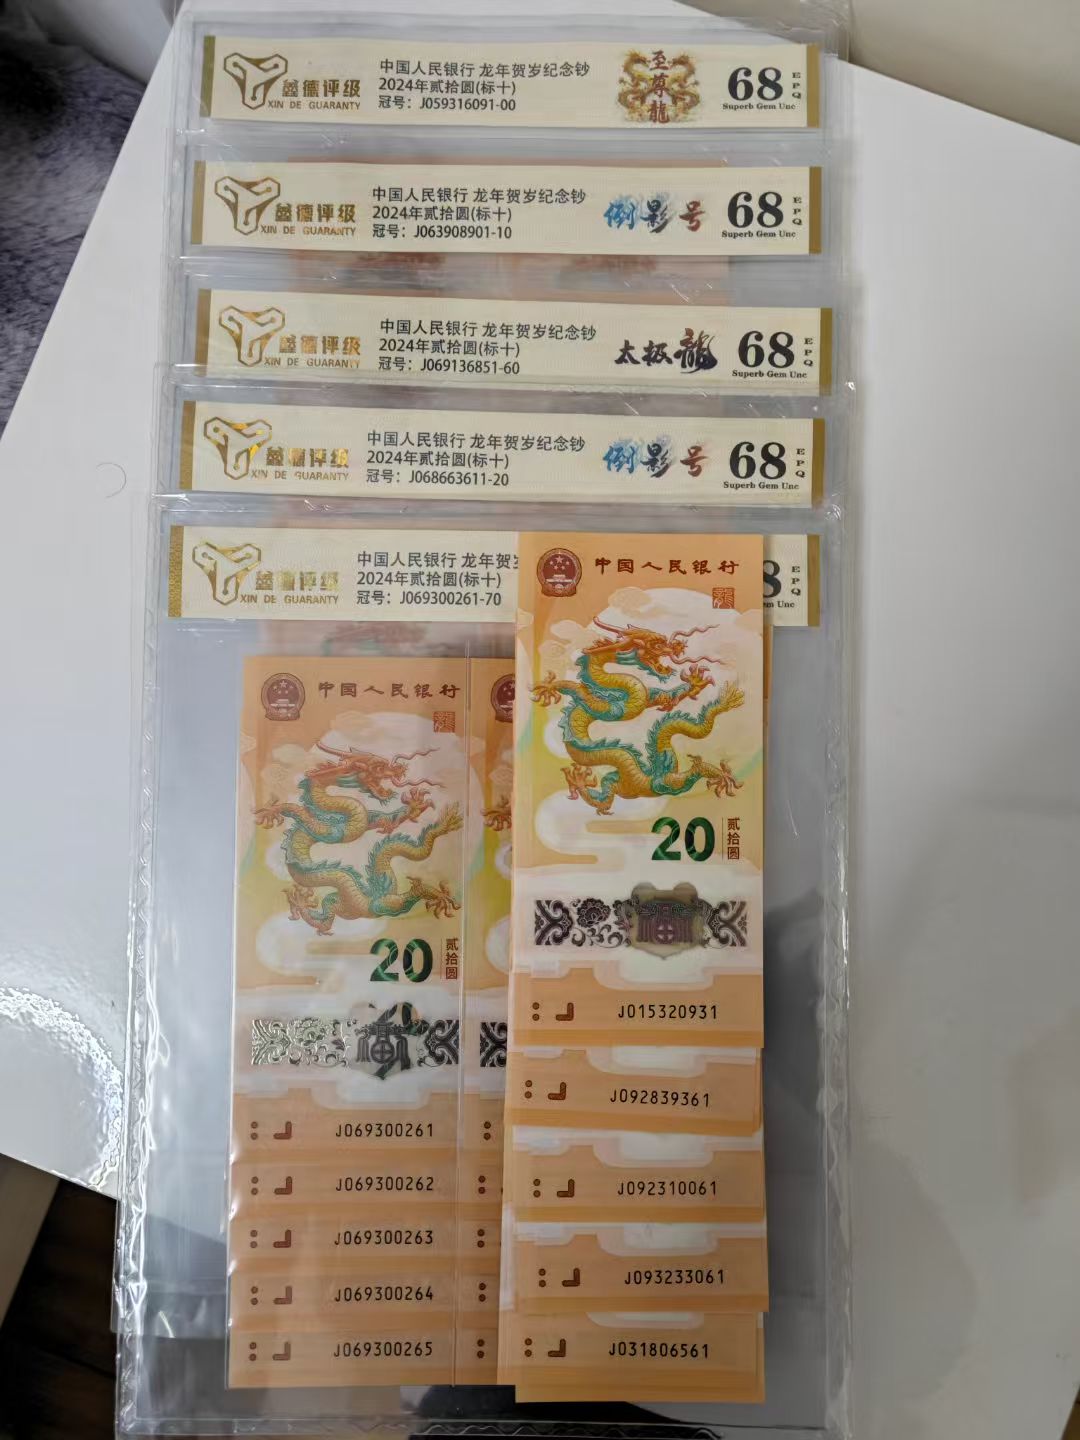 鑫德评级
XIN DE GUARANTY
中国人民银行 龙年贺岁纪念钞
2024年贰拾圆(标十)
冠号：J059316091-00
至尊龍
68
EPQ
Superb Gem Unc
鑫德评级
XIN DE GUARANTY
中国人民银行 龙年贺岁纪念钞
2024年贰拾圆(标十)
冠号：J063908901-10
倒影号
68
EPQ
Superb Gem Unc
鑫德评级
XIN DE GUARANTY
中国人民银行 龙年贺岁纪念钞
2024年贰拾圆(标十)
冠号：J069136851-60
太极龍
68
EPQ
Superb Gem Unc
鑫德评级
XIN DE GUARANTY
中国人民银行 龙年贺岁纪念钞
2024年贰拾圆(标十)
冠号：J068663611-20
倒影号
68
EPQ
Superb Gem Unc
鑫德评级
XIN DE GUARANTY
中国人民银行 龙年贺
2024年贰拾圆(标十)
冠号：J069300261-70
8
EPQ
m Unc
中国人民银行
20
贰拾圆
福
J015320931
J092839361
J092310061
J093233061
J031806561
中国人民银行
20
贰拾圆
福
J069300261
J069300262
J069300263
J069300264
J069300265